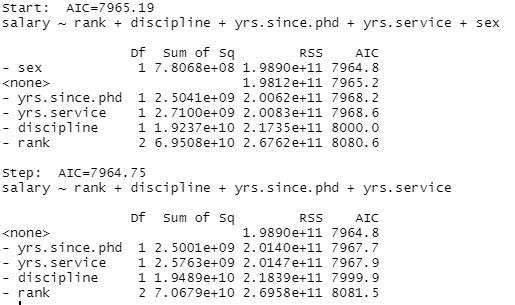 Start:  AIC=7965.19
salary ~ rank + discipline + yrs.since.phd + yrs.service + sex
                Df  Sum of Sq        RSS    AIC
- sex            1 7.8068e+08 1.9890e+11 7964.8
<none>                        1.9812e+11 7965.2
- yrs.since.phd  1 2.5041e+09 2.0062e+11 7968.2
- yrs.service    1 2.7100e+09 2.0083e+11 7968.6
- discipline     1 1.9237e+10 2.1735e+11 8000.0
- rank           2 6.9508e+10 2.6762e+11 8080.6
Step:  AIC=7964.75
salary ~ rank + discipline + yrs.since.phd + yrs.service
                Df  Sum of Sq        RSS    AIC
<none>                        1.9890e+11 7964.8
- yrs.since.phd  1 2.5001e+09 2.0140e+11 7967.7
- yrs.service    1 2.5763e+09 2.0147e+11 7967.9
- discipline     1 1.9489e+10 2.1839e+11 7999.9
- rank           2 7.0679e+10 2.6958e+11 8081.5